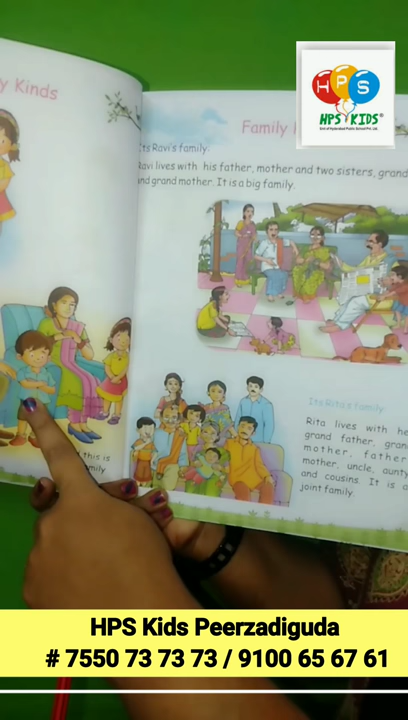 y Kinds
this is
mily
Family
Its Ravi's family.
Ravi lives with his father, mother and two sisters, grand
and grand mother. It is a big family.
Its Rita's family.
Rita lives with he
grand father, gran
mother, father
mother, uncle, aunty
and cousins. It is a
joint family
HPS
HPS KIDS
HPS Kids Peerzadiguda
# 7550 73 73 73 / 9100 65 67 61